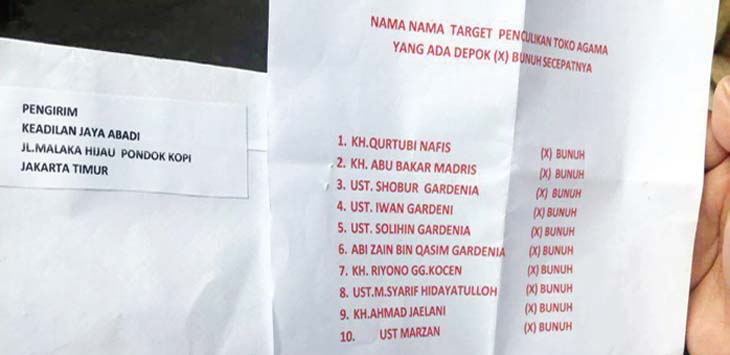 PENGIRIM
KEADILAN JAYA ABADI
JL.MALAKA HIJAU PONDOK KOPI
JAKARTA TIMUR
NAMA NAMA TARGET PENCULIKAN TOKO AGAMA
YANG ADA DEPOK (X) BUNUH SECEPATNYA
1. KH.QURTUBI NAFIS (X) BUNUH
2. KH. ABU BAKAR MADRIS (X) BUNUH
3. UST. SHOBUR GARDENIA (X) BUNUH
4. UST. IWAN GARDENI (X) BUNUH
5. UST. SOLIHIN GARDENIA (X) BUNUH
6. ABI ZAIN BIN QASIM GARDENIA (X) BUNUH
7. KH. RIYONO GG.KOCEN (X) BUNUH
8. UST.M.SYARIF HIDAYATULLOH (X) BUNUH
9. KH.AHMAD JAELANI (X) BUNUH
10. UST MARZAN (X) BUNUH